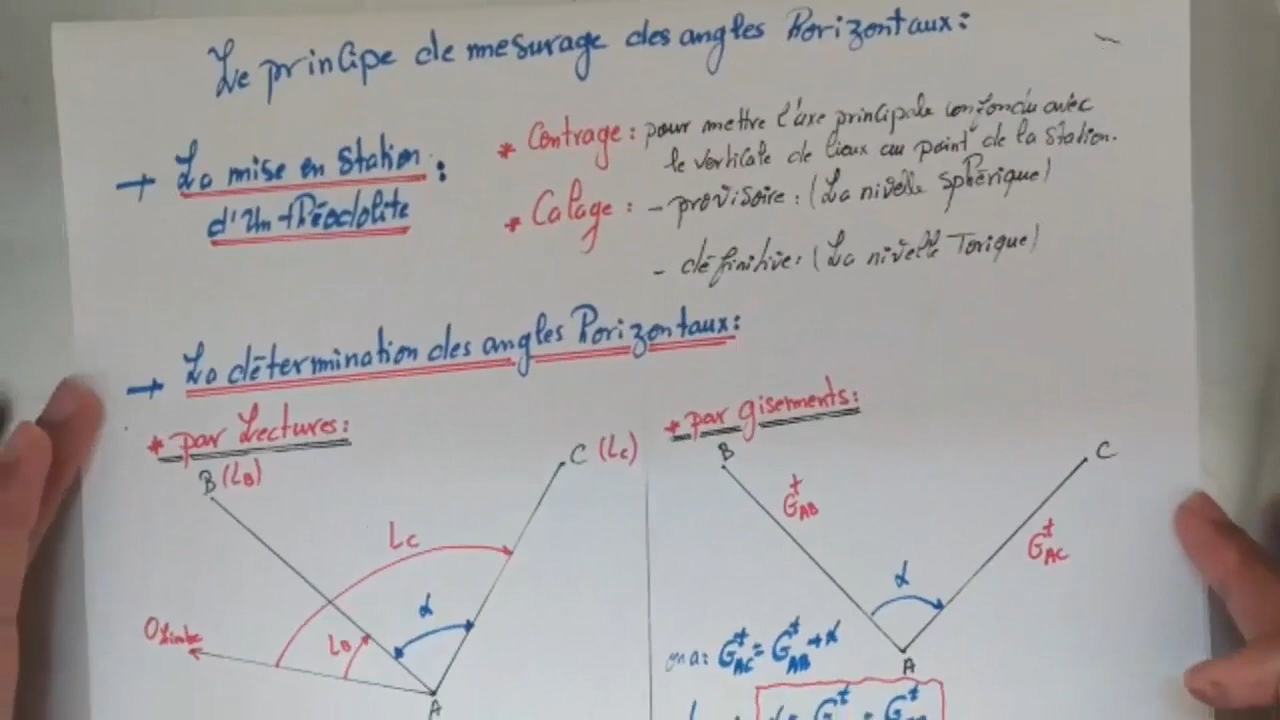 Le principe de mesurage des angles Horizontaux:
→ La mise en station :
d'un théodolite
* Centrage: pour mettre l'axe principale confondu avec
le verticale de lieux au point de la station.
* Calage: - provisoire: (La nivelle sphérique)
- définitive: (La nivelle Torique)
→ La détermination des angles Horizontaux:
* par Lectures:
B (LB)
C (Lc)
Lc
α
LB
OLimbe
A
* par gisements:
B
C
G⁺AB
G⁺AC
α
A
on a: G⁺AC = G⁺AB + α